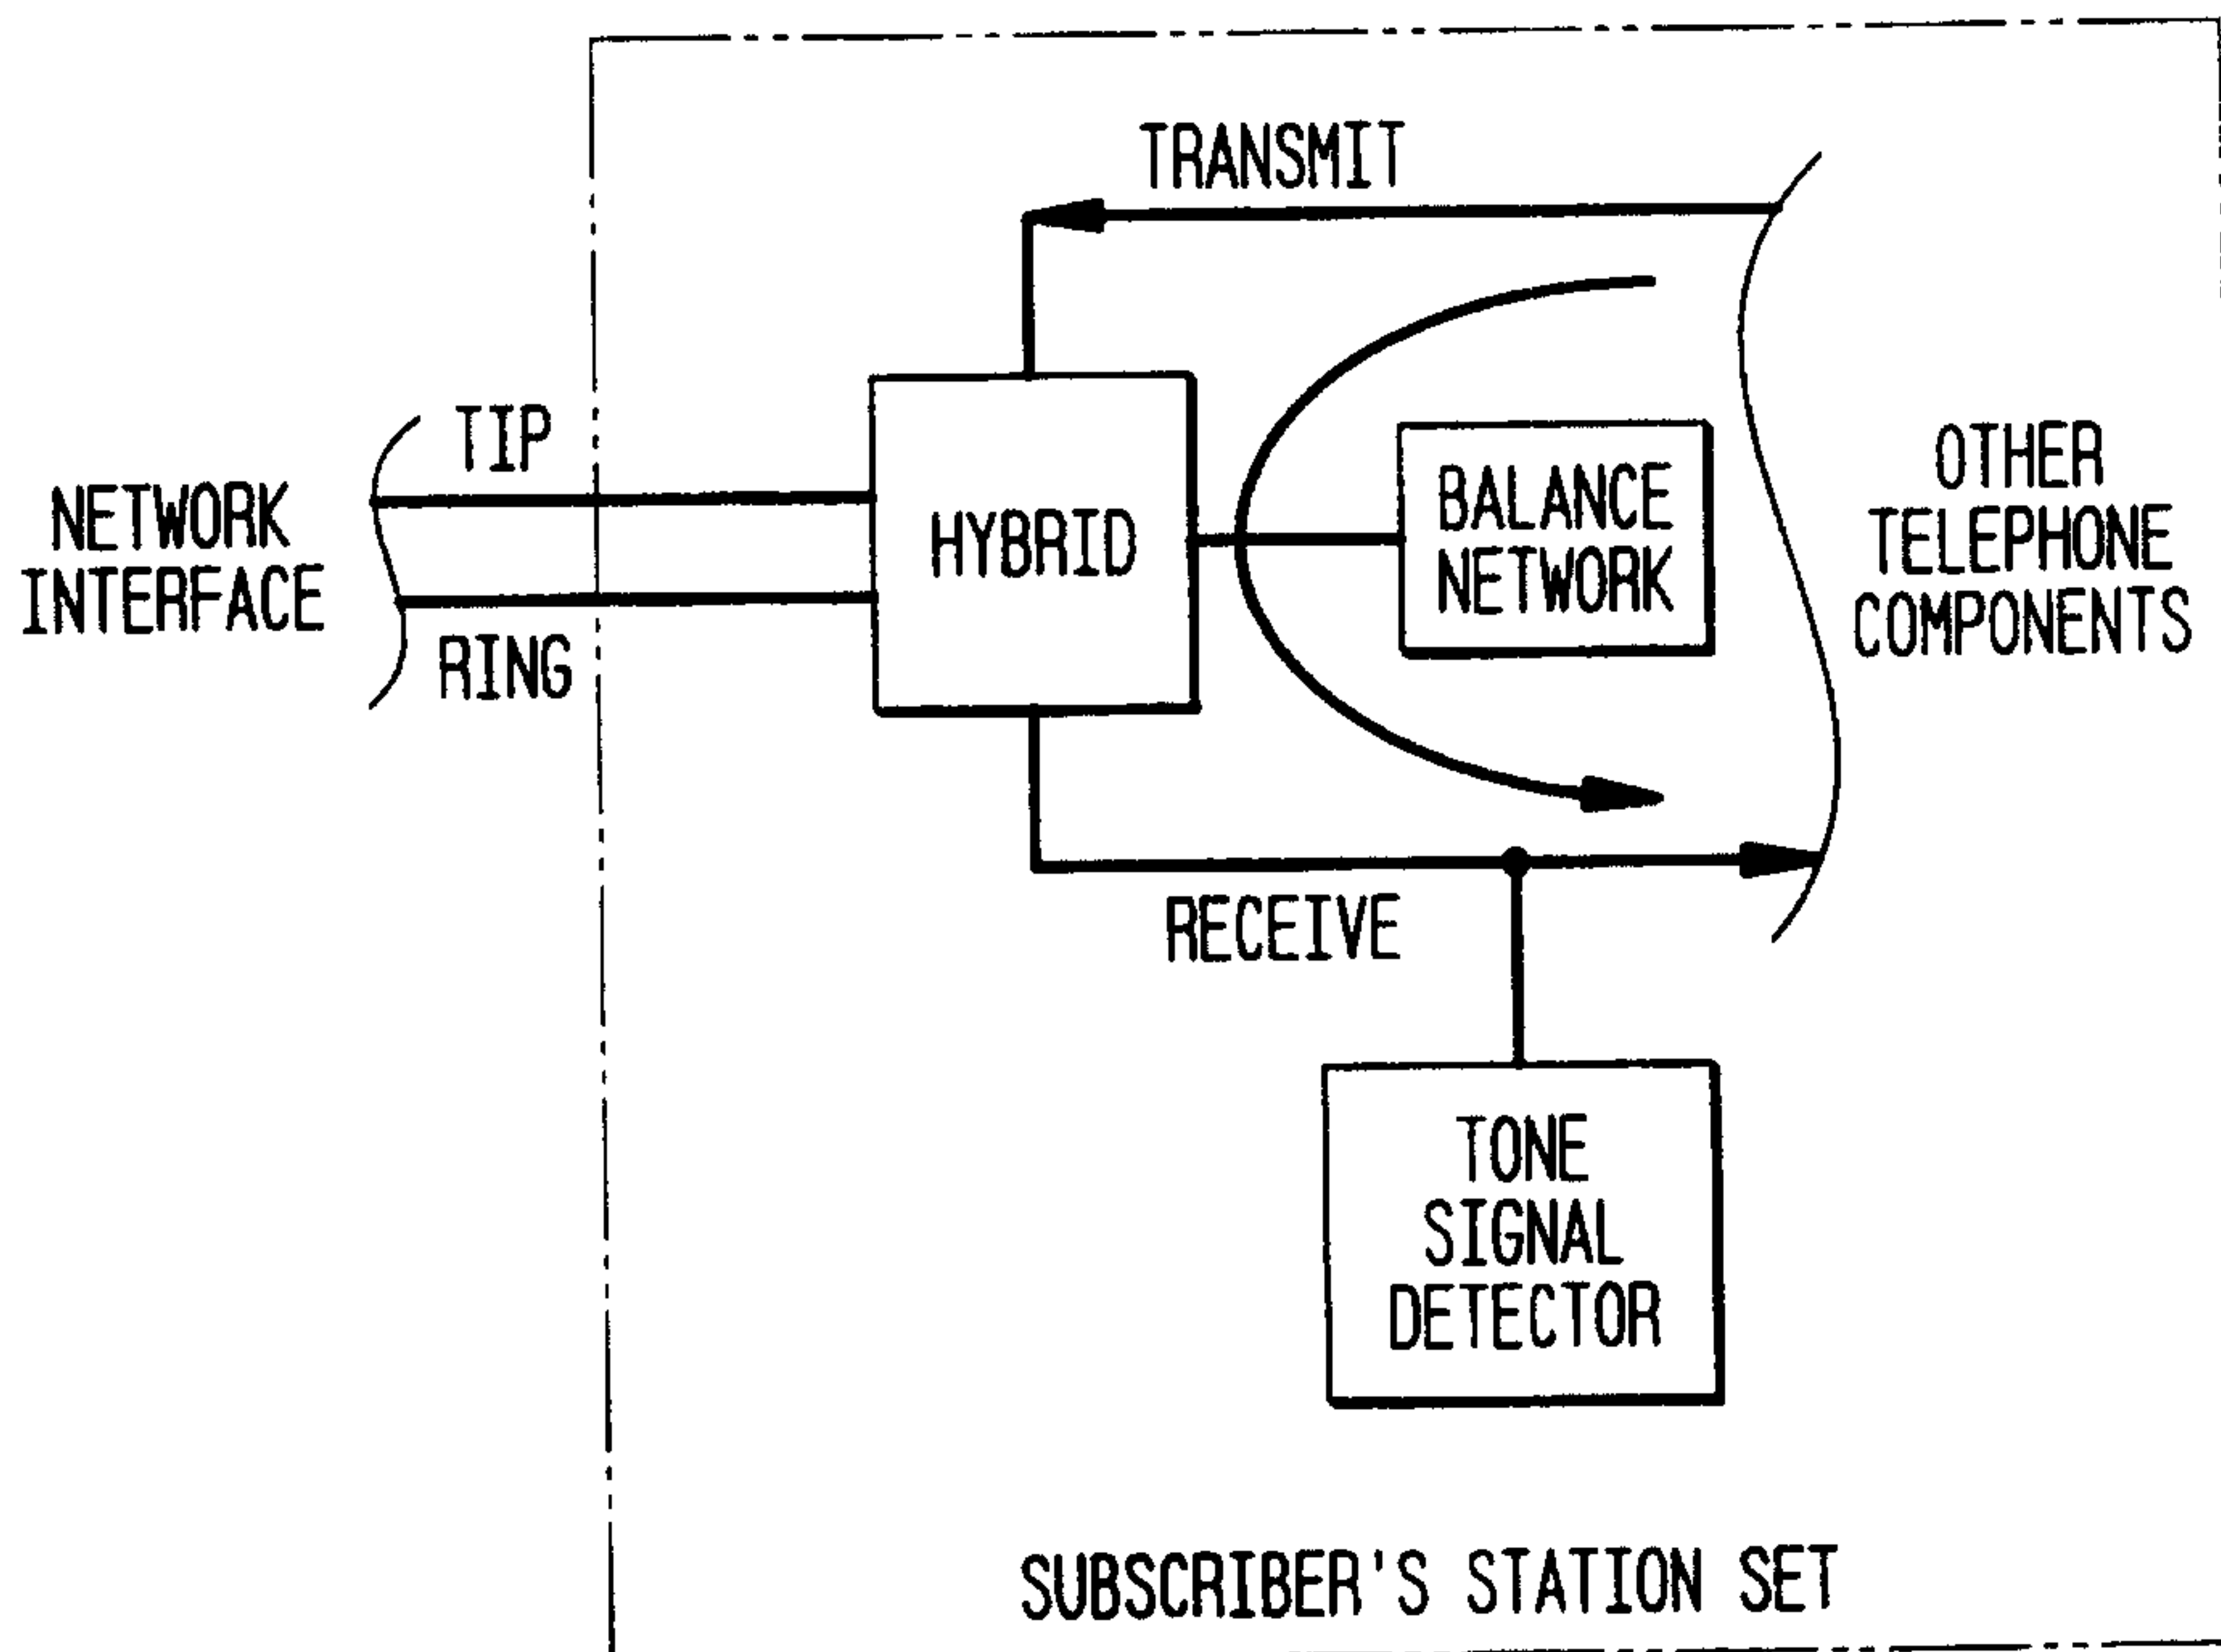 TRANSMIT
TIP
NETWORK
INTERFACE
RING
HYBRID
BALANCE
NETWORK
OTHER
TELEPHONE
COMPONENTS
RECEIVE
TONE
SIGNAL
DETECTOR
SUBSCRIBER'S STATION SET